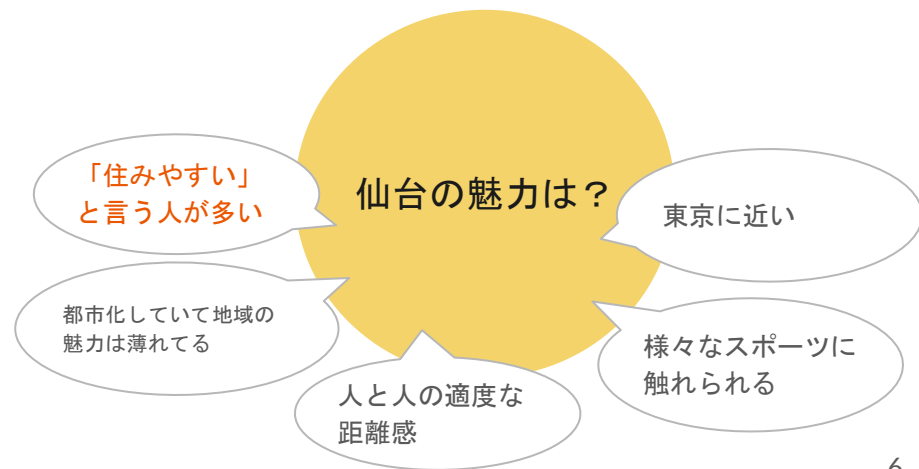 仙台の魅力は？
「住みやすい」
と言う人が多い
東京に近い
都市化していて地域の
魅力は薄れてる
様々なスポーツに
触れられる
人と人の適度な
距離感
6